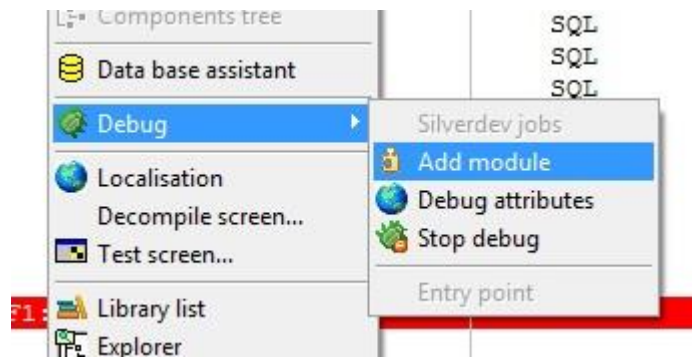 Components tree
Data base assistant
Debug
Localisation
Decompile screen...
Test screen...
Library list
Explorer
SQL
SQL
SQL
Silverdev jobs
Add module
Debug attributes
Stop debug
Entry point
F1: